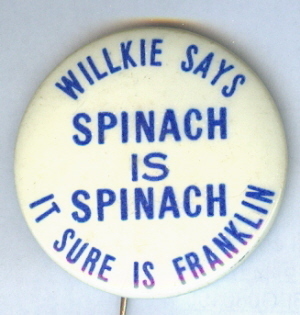 WILLKIE SAYS
SPINACH
IS
SPINACH
IT SURE IS FRANKLIN